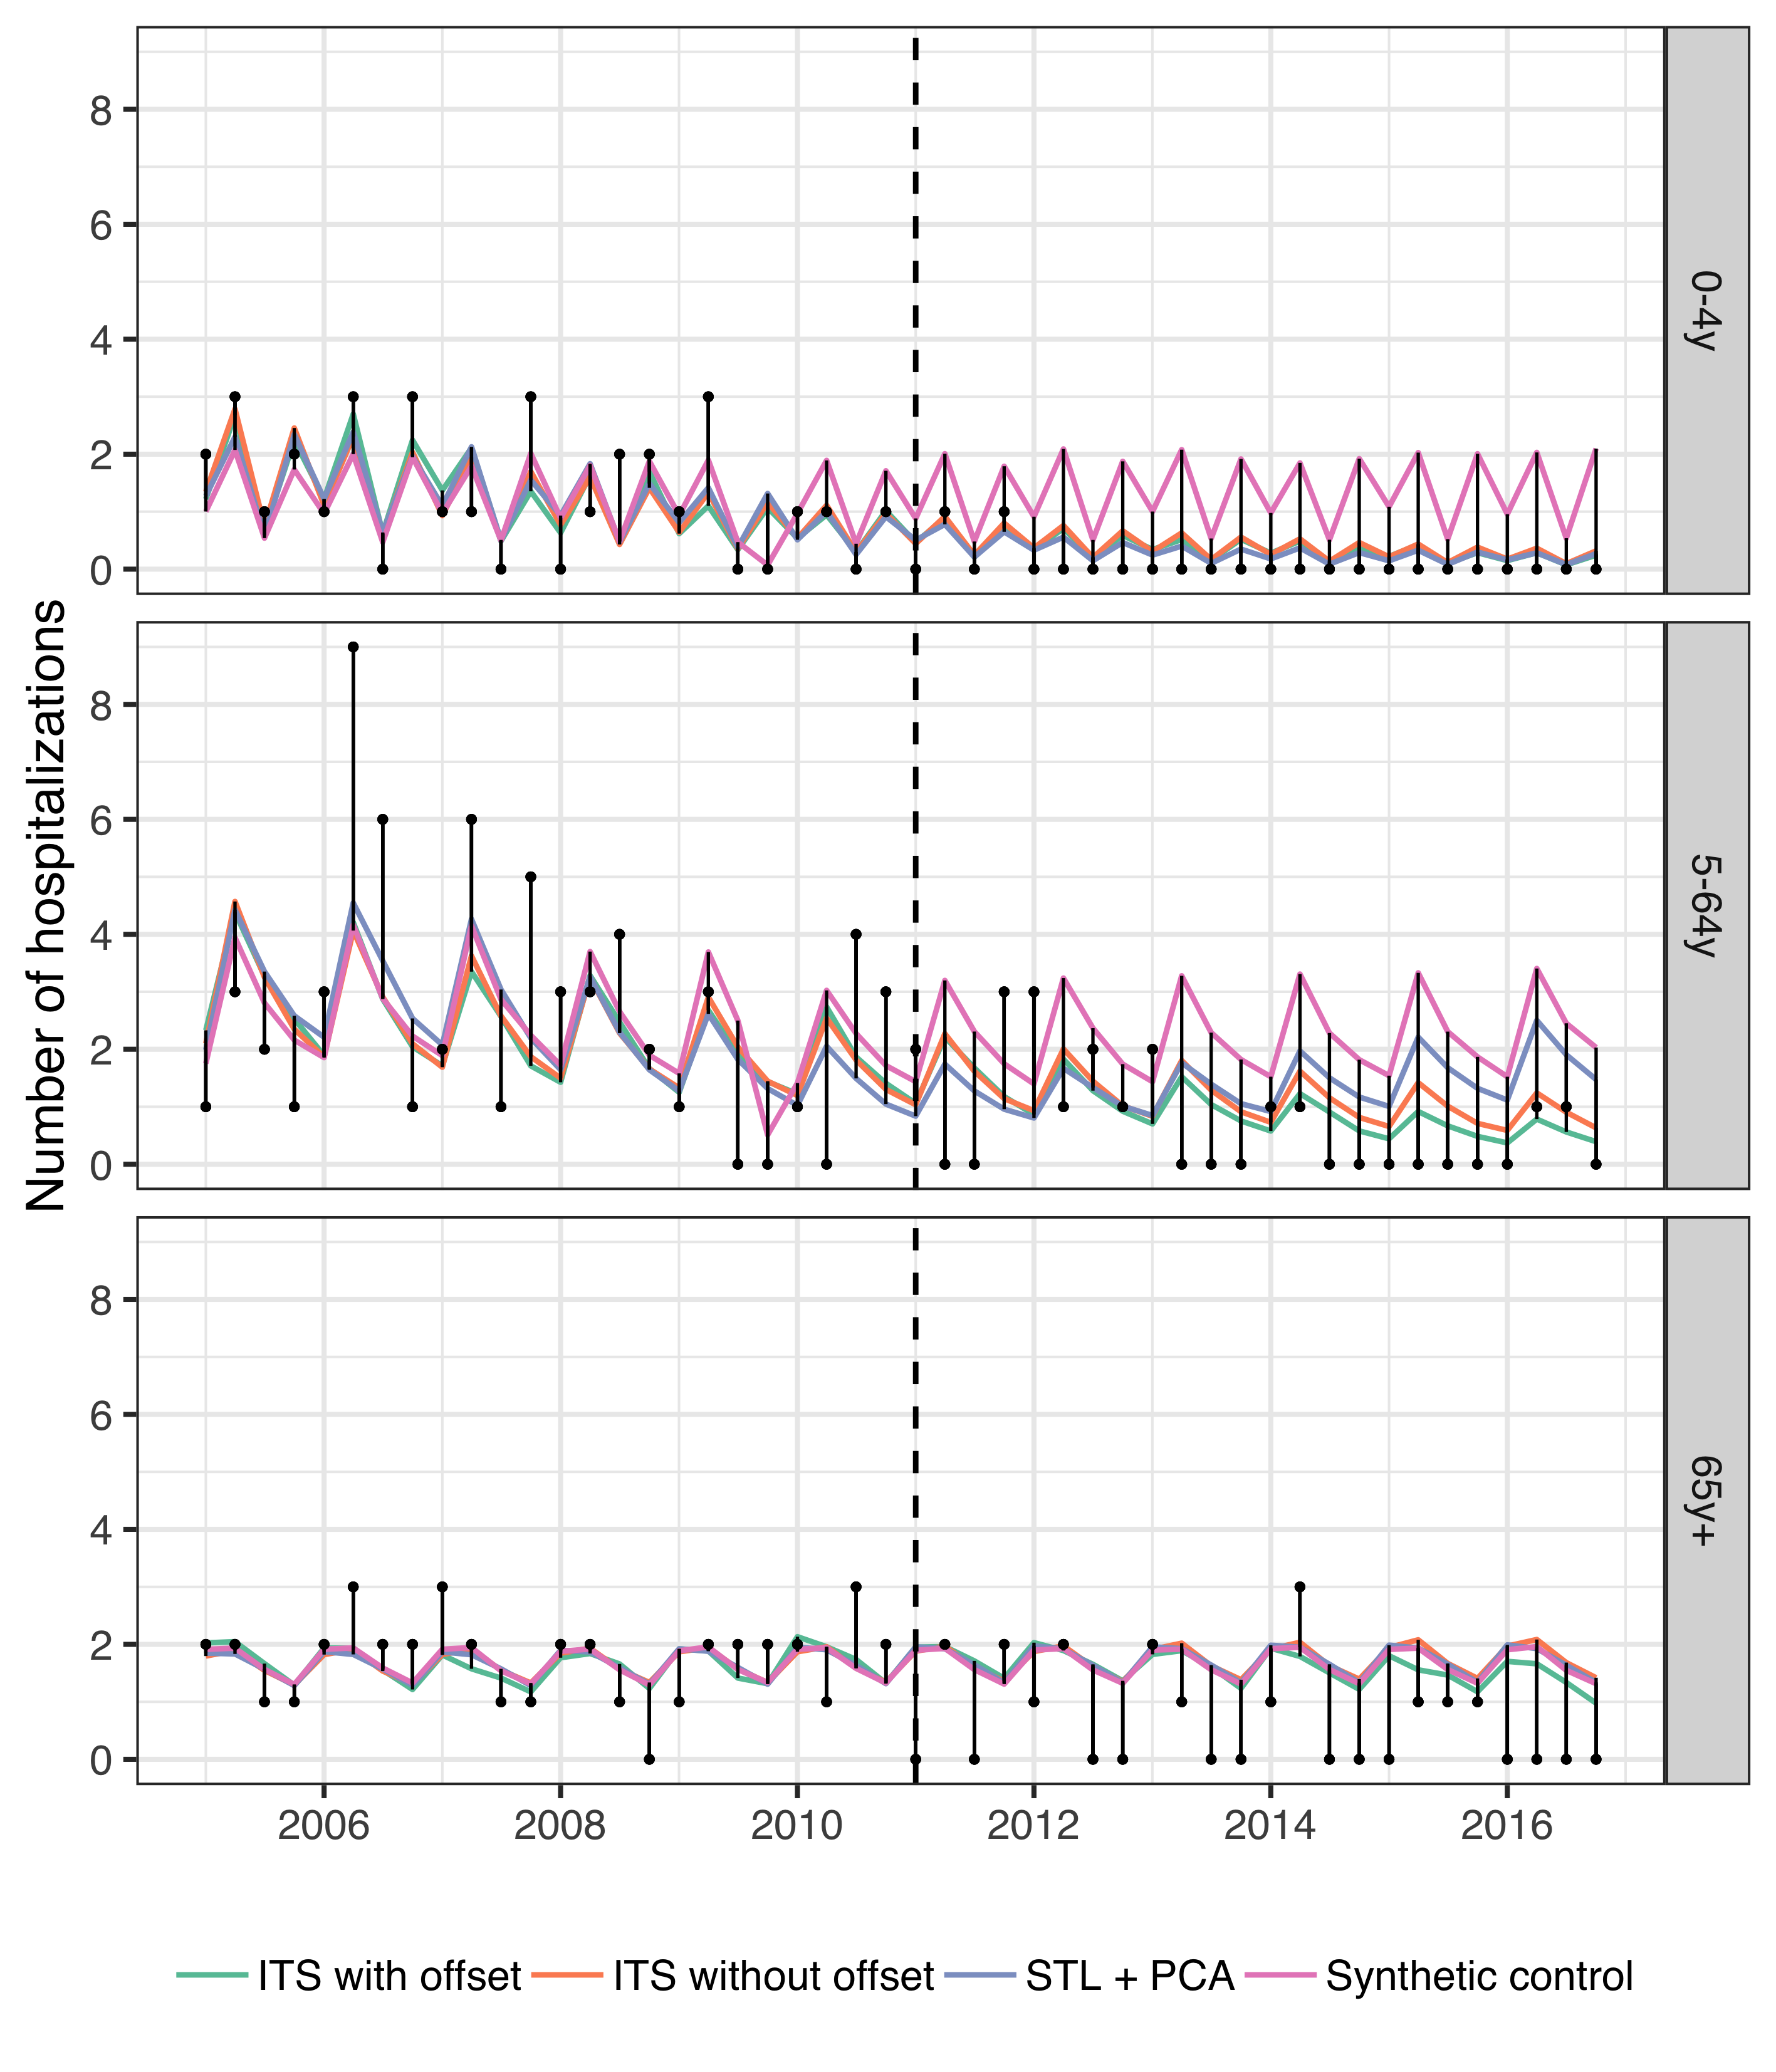 Number of hospitalizations
8
6
4
2
0
0-4y
8
6
4
2
0
5-64y
8
6
4
2
0
65y+
2006 2008 2010 2012 2014 2016
ITS with offset ITS without offset STL + PCA Synthetic control